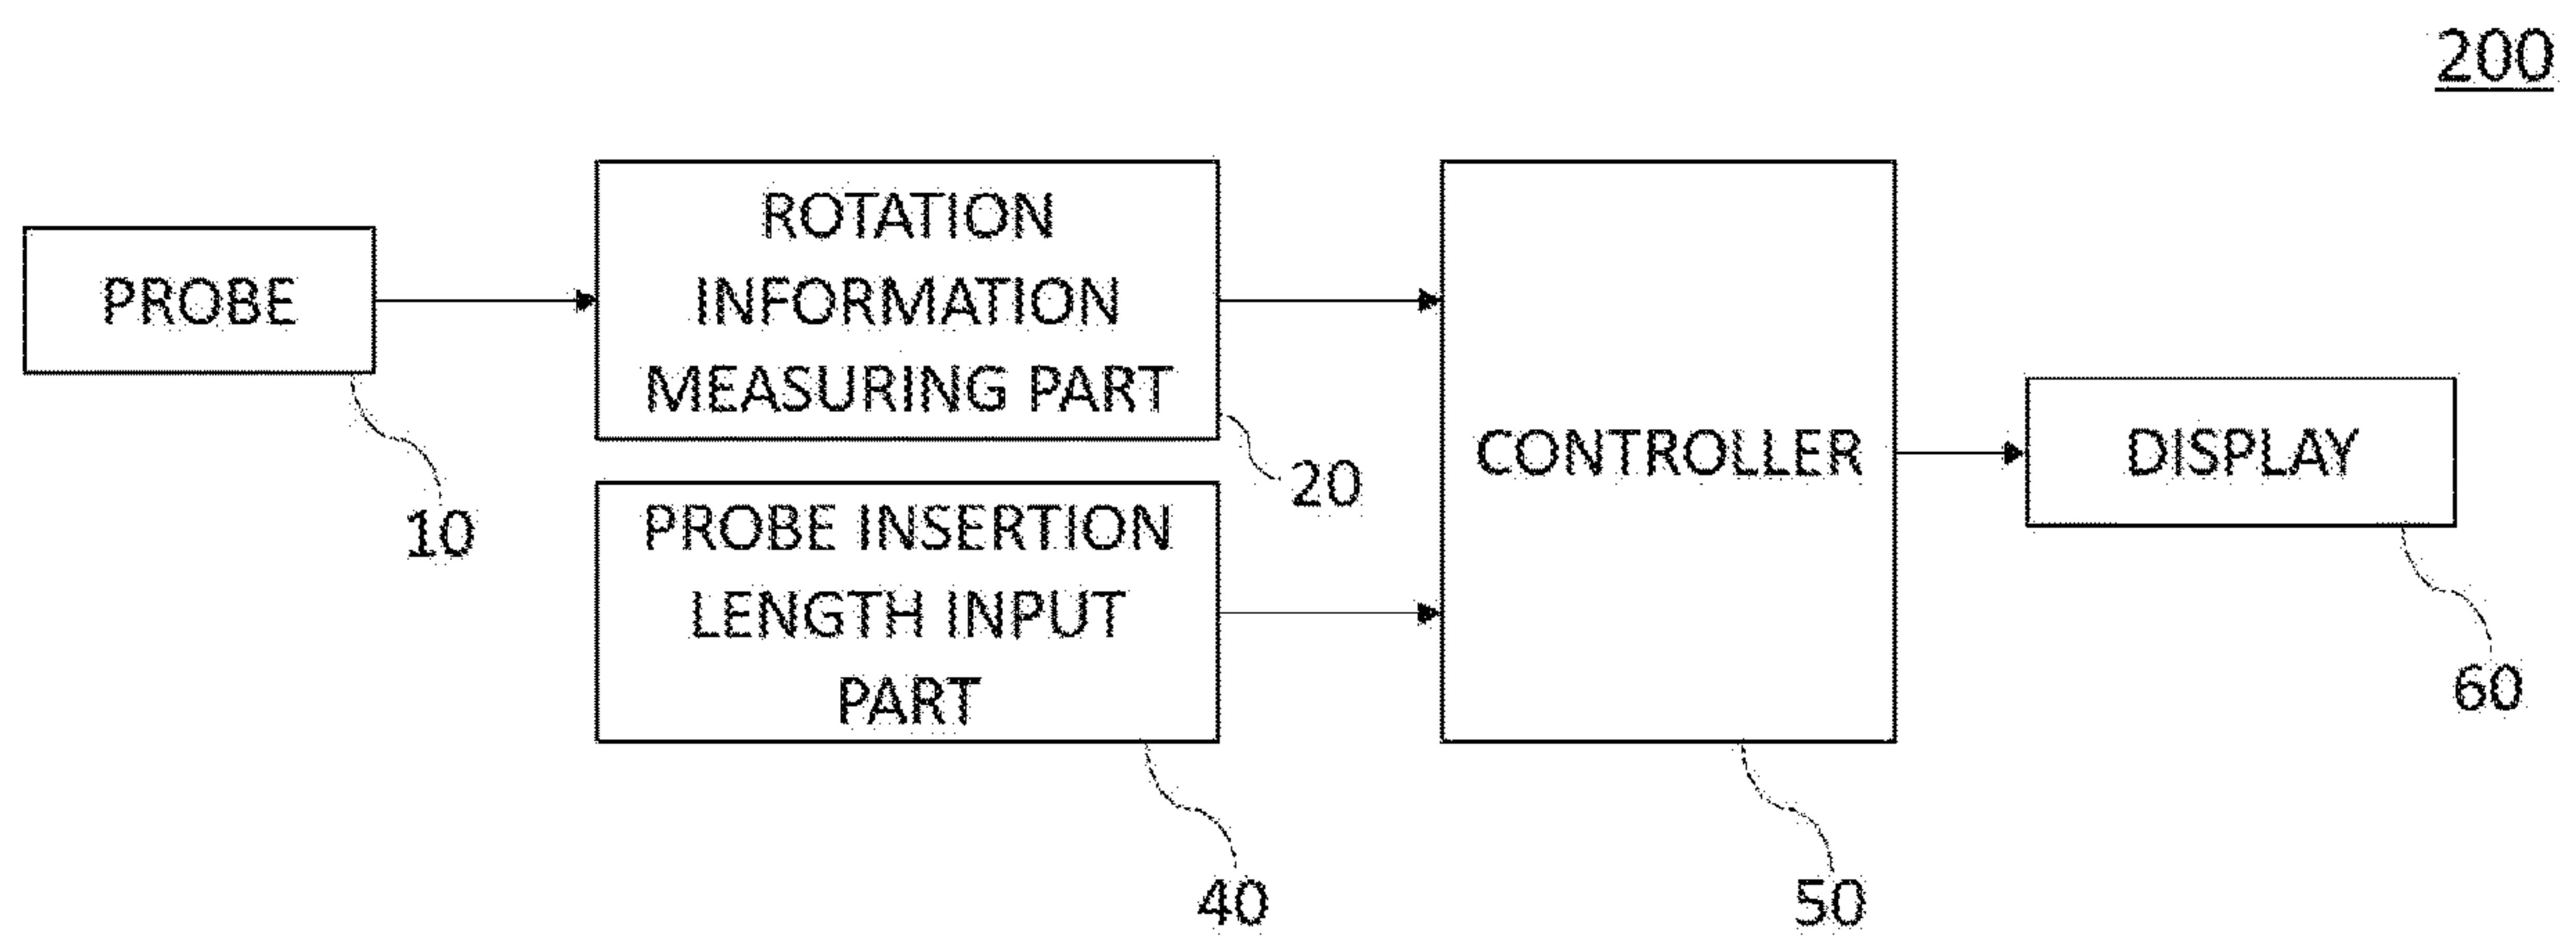 200
PROBE
10
ROTATION
INFORMATION
MEASURING PART
20
PROBE INSERTION
LENGTH INPUT
PART
40
CONTROLLER
50
DISPLAY
60